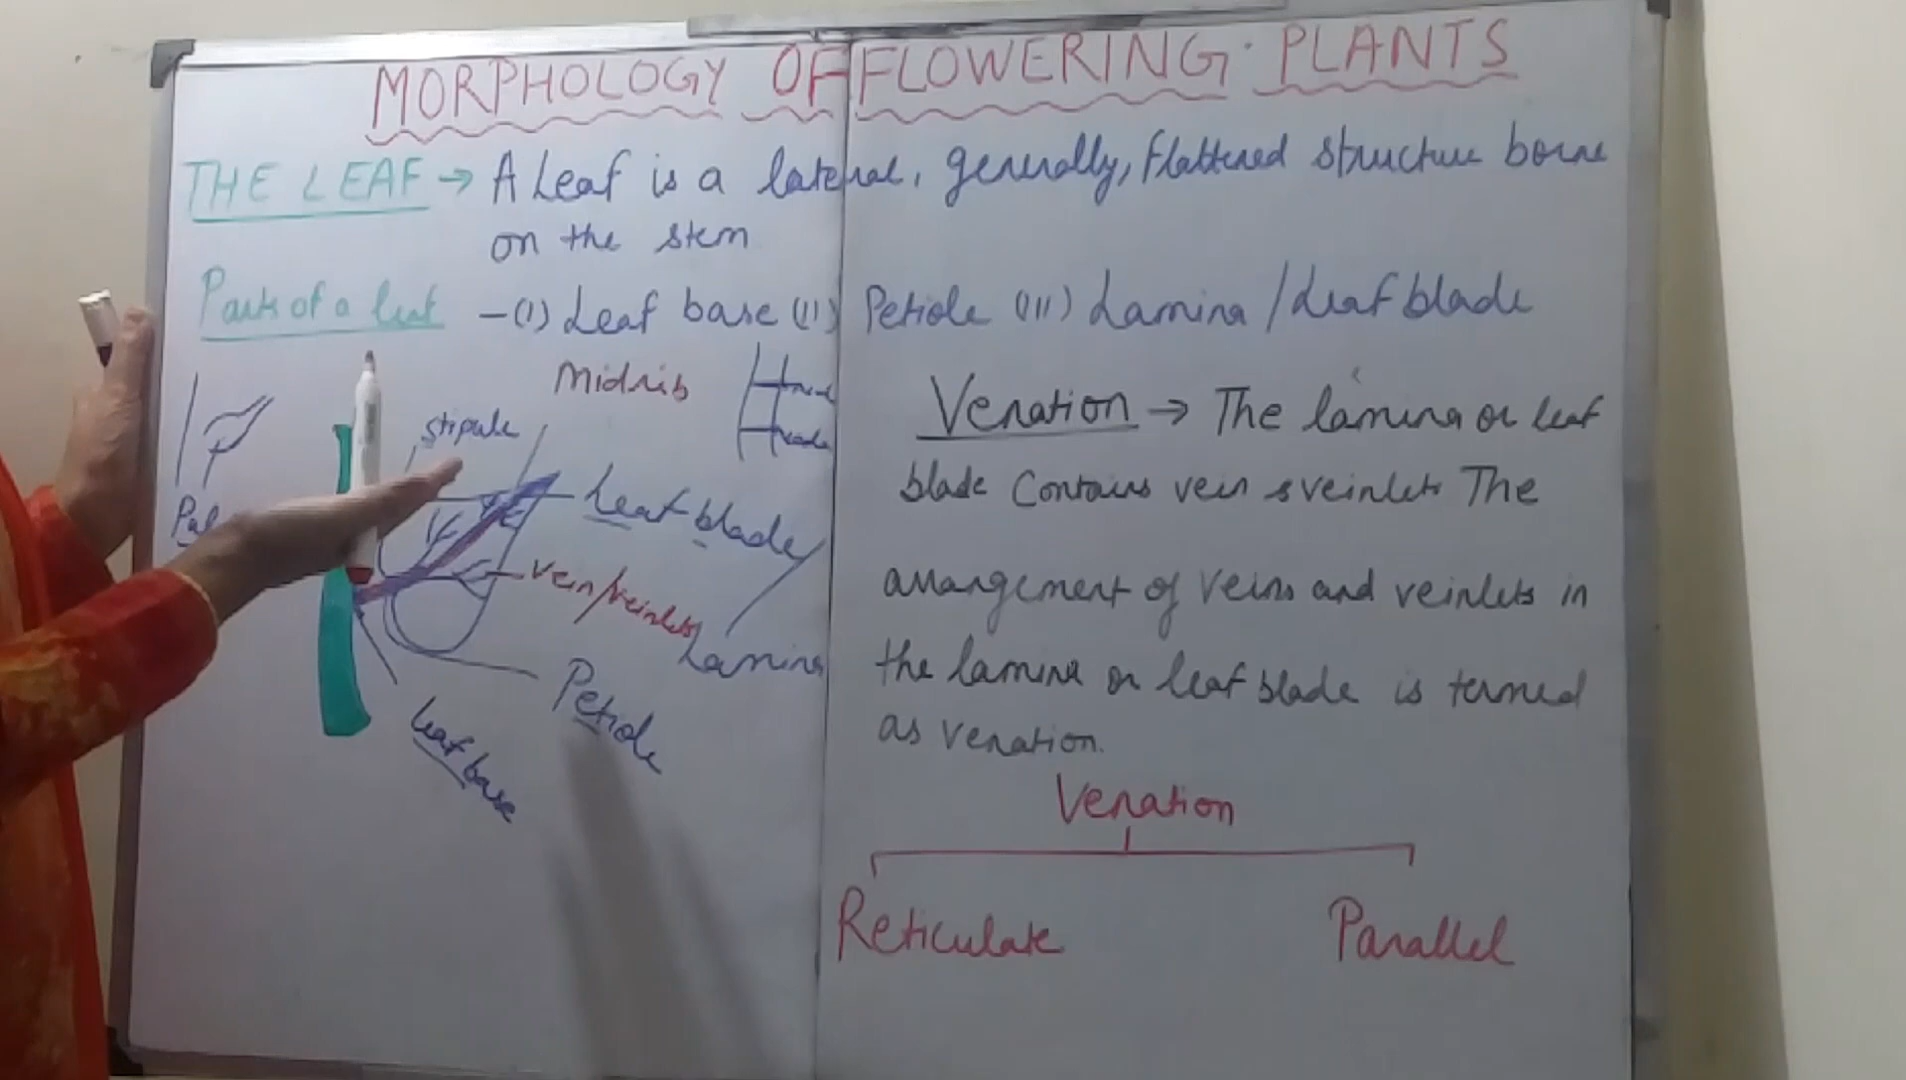 MORPHOLOGY OF FLOWERING PLANTS
THE LEAF → A Leaf is a lateral, generally, flattened structure borne
on the stem
Parts of a leaf - (I) Leaf base (II) Petiole (III) Lamina / Leaf blade
Midrib
stipule
Leaf blade
vein/veinlets
Lamina
Petiole
Leaf base
Venation → The lamina or leaf
blade contains vein & veinlets The
arrangement of veins and veinlets in
the lamina or leaf blade is termed
as venation.
Venation
Reticulate Parallel